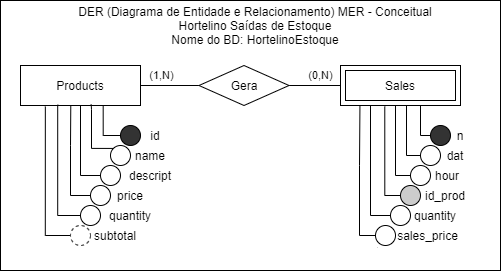 DER (Diagrama de Entidade e Relacionamento) MER - Conceitual
Hortelino Saídas de Estoque
Nome do BD: HortelinoEstoque
Products (1,N) Gera (0,N) Sales
id n
name dat
descript hour
price id_prod
quantity quantity
subtotal sales_price